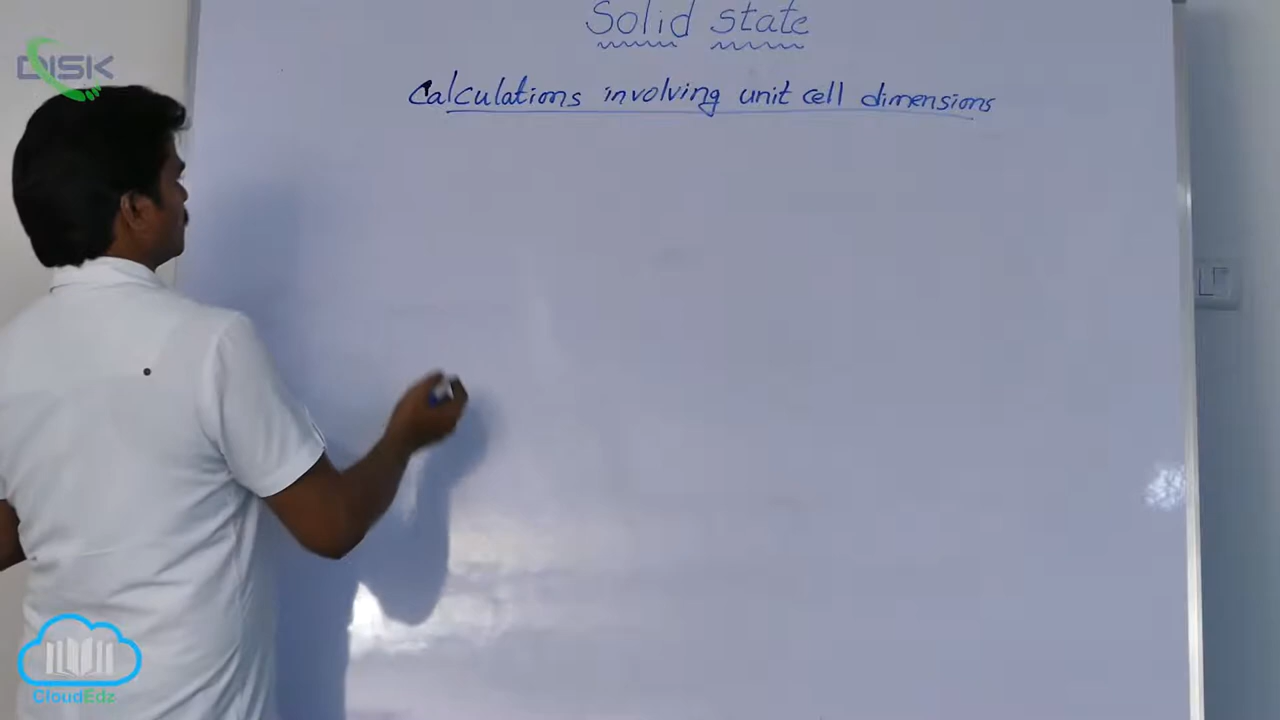 Solid state
DISK
Calculations involving unit cell dimensions
CloudEdz